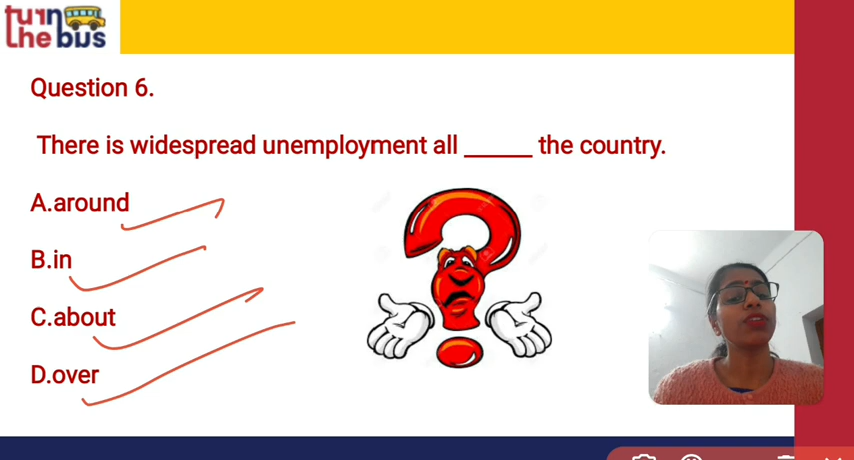 turn
the bus
Question 6.
There is widespread unemployment all ______ the country.
A.around
B.in
C.about
D.over